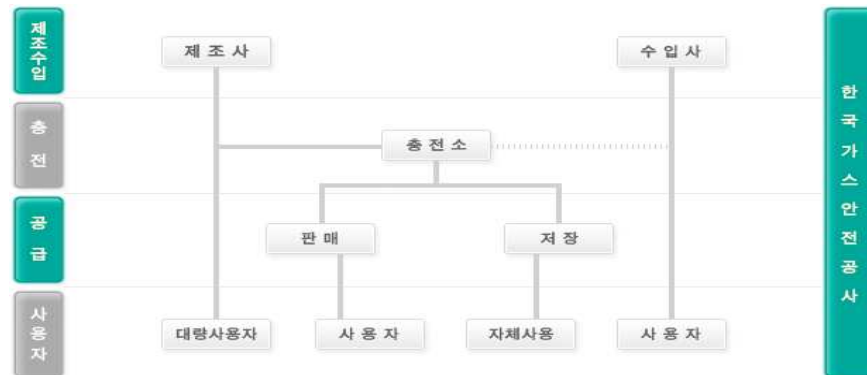 제조수입
제 조 사
수 입 사
충 전
충 전 소
공 급
판 매
저 장
사용자
대량사용자
사 용 자
자체사용
사 용 자
한국가스안전공사